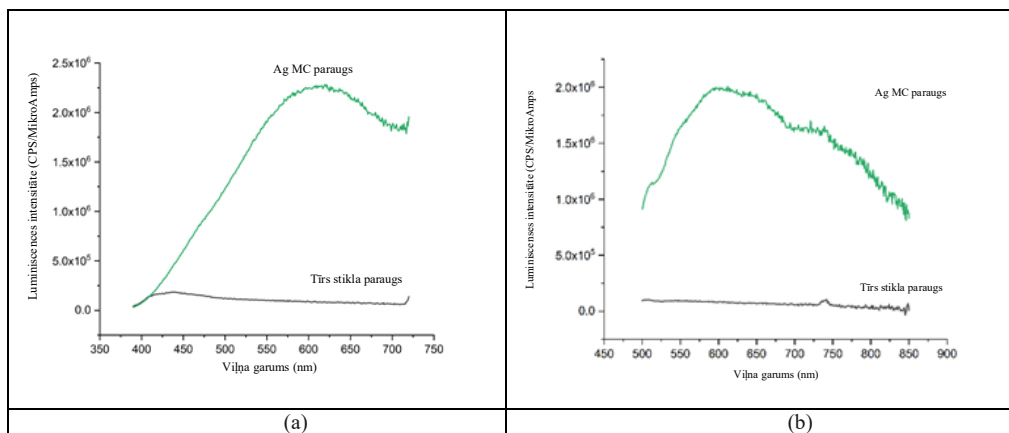 Luminiscences intensitāte (CPS/MikroAmps
2.5x10⁶
2.0x10⁶
1.5x10⁶
1.0x10⁶
5.0x10⁵
0.0
Ag MC paraugs
Tīrs stikla paraugs
350 400 450 500 550 600 650 700 750
Viļņa garums (nm)
(a)
Luminiscenses intensitāte (CPS/MikroAmps
2.5x10⁶
2.0x10⁶
1.5x10⁶
1.0x10⁶
5.0x10⁵
0.0
Ag MC paraugs
Tīrs stikla paraugs
450 500 550 600 650 700 750 800 850 900
Viļņa garums (nm)
(b)